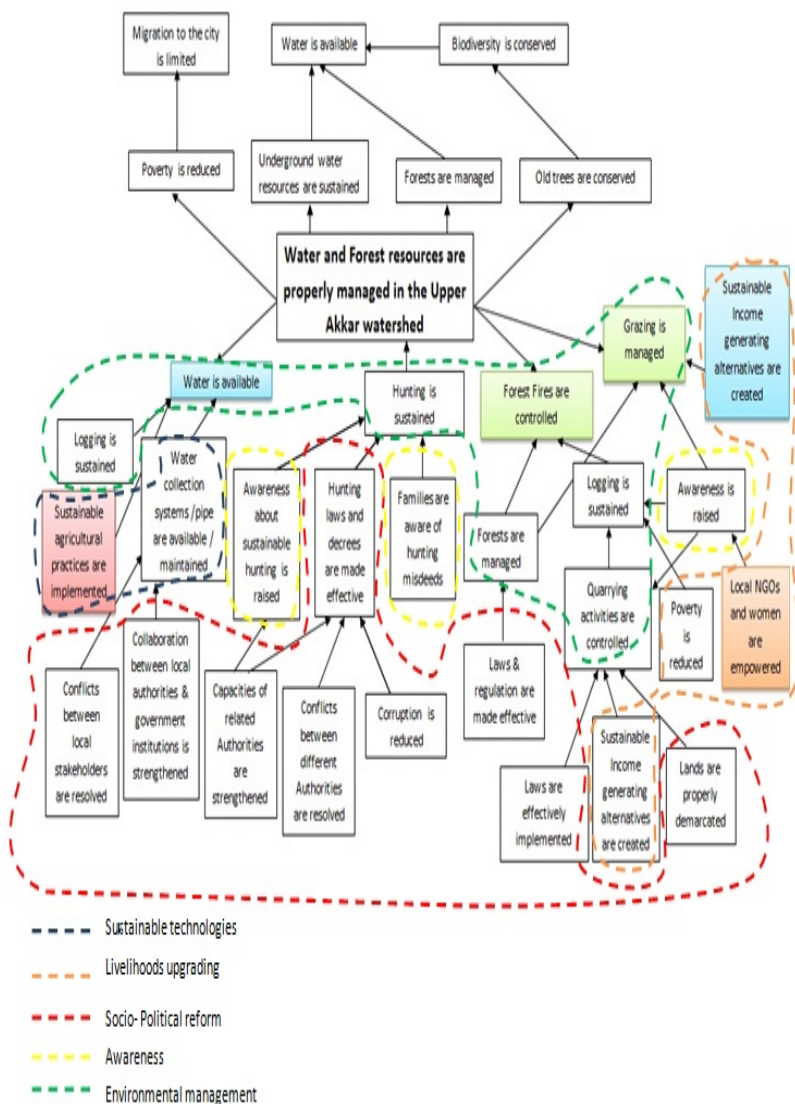 Migration to the city
is limited
Water is available
Biodiversity is conserved
Poverty is reduced
Underground water
resources are sustained
Forests are managed
Old trees are conserved
Water and Forest resources are
properly managed in the Upper
Akkar watershed
Sustainable
Income
generating
alternatives are
created
Grazing is
managed
Water is available
Hunting is
sustained
Forest Fires are
controlled
Logging is
sustained
Water
collection
systems /pipe
are available /
maintained
Awareness
about
sustainable
hunting is
raised
Hunting
laws and
decrees are
made
effective
Families are
aware of
hunting
misdeeds
Logging is
sustained
Awareness is
raised
Sustainable
agricultural
practices are
implemented
Forests are
managed
Quarrying
activities are
controlled
Poverty
is
reduced
Local NGOs
and women
are
empowered
Conflicts
between
local
stakeholders
are resolved
Collaboration
between local
authorities &
government
institutions is
strengthened
Capacities of
related
Authorities
are
strengthened
Conflicts
between
different
Authorities
are resolved
Corruption is
reduced
Laws &
regulation are
made effective
Laws are
effectively
implemented
Sustainable
Income
generating
alternatives
are created
Lands are
properly
demarcated
Sustainable technologies
Livelihoods upgrading
Socio- Political reform
Awareness
Environmental management